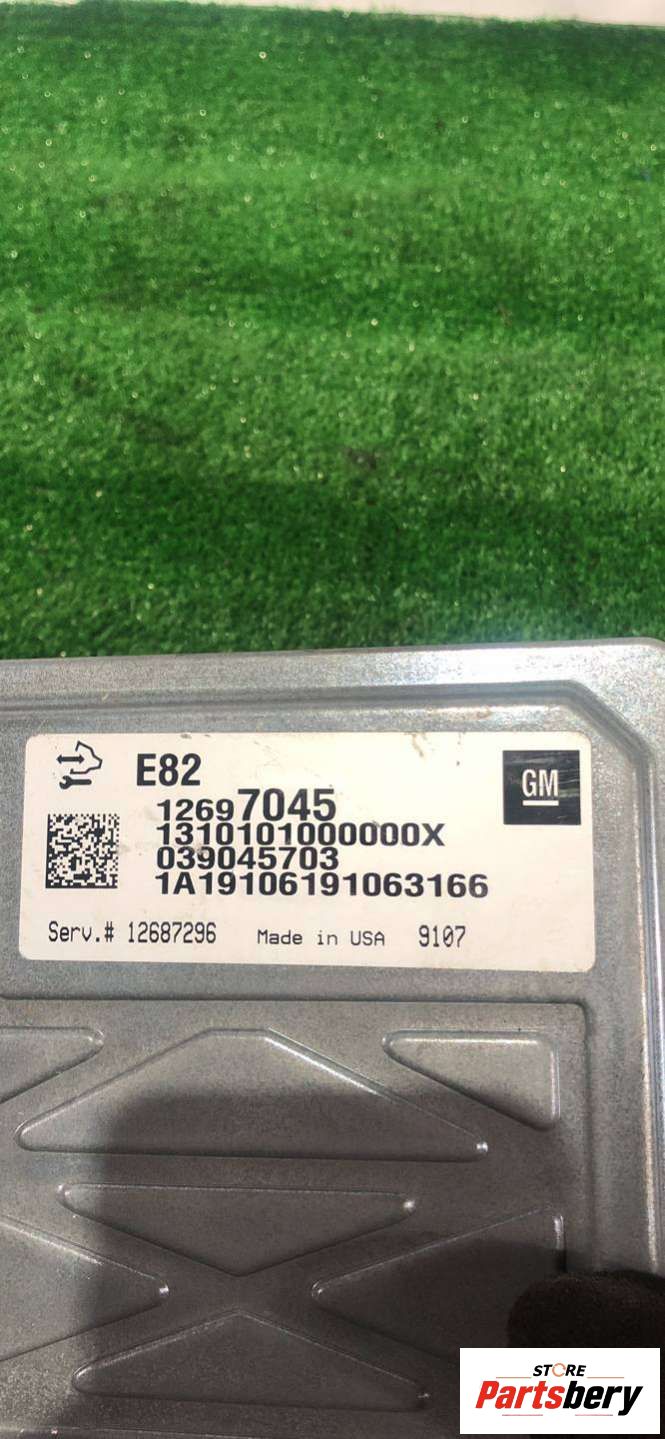 E82
GM
12697045
1310101000000X
039045703
1A19106191063166
Serv.# 12687296 Made in USA 9107
STORE
Partsbery